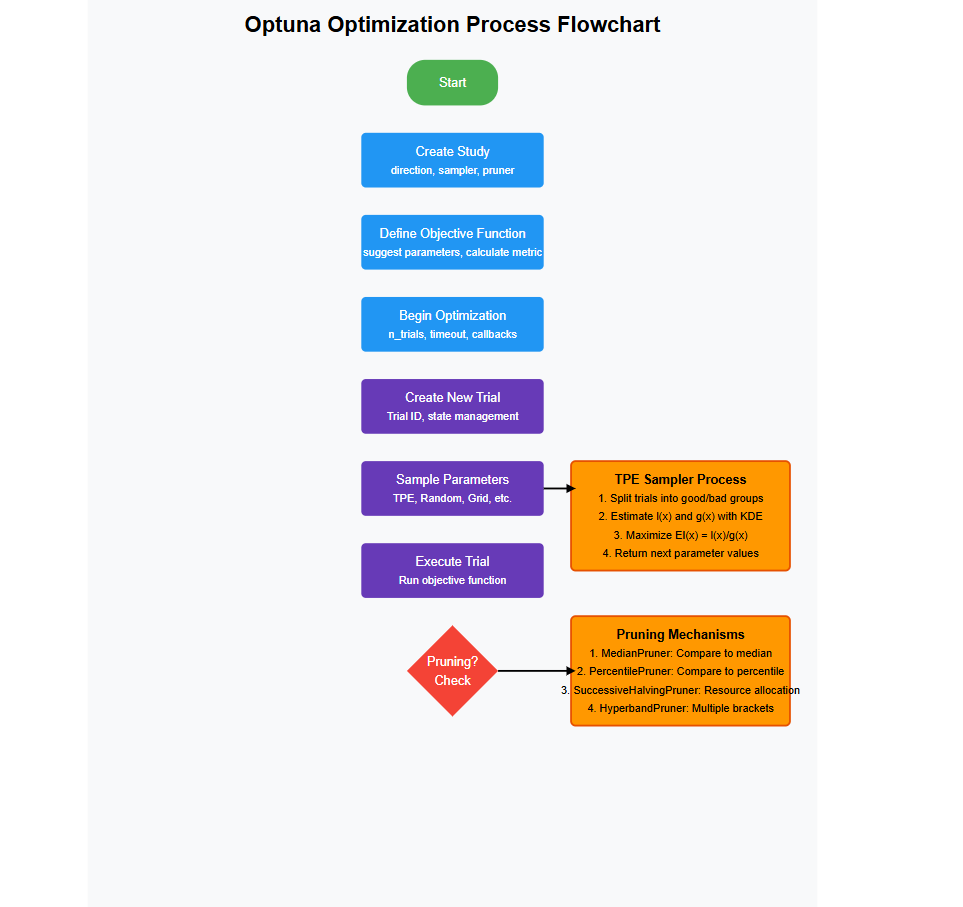 Optuna Optimization Process Flowchart
Start
Create Study
direction, sampler, pruner
Define Objective Function
suggest parameters, calculate metric
Begin Optimization
n_trials, timeout, callbacks
Create New Trial
Trial ID, state management
Sample Parameters
TPE, Random, Grid, etc.
TPE Sampler Process
1. Split trials into good/bad groups
2. Estimate l(x) and g(x) with KDE
3. Maximize EI(x) = l(x)/g(x)
4. Return next parameter values
Execute Trial
Run objective function
Pruning?
Check
Pruning Mechanisms
1. MedianPruner: Compare to median
2. PercentilePruner: Compare to percentile
3. SuccessiveHalvingPruner: Resource allocation
4. HyperbandPruner: Multiple brackets